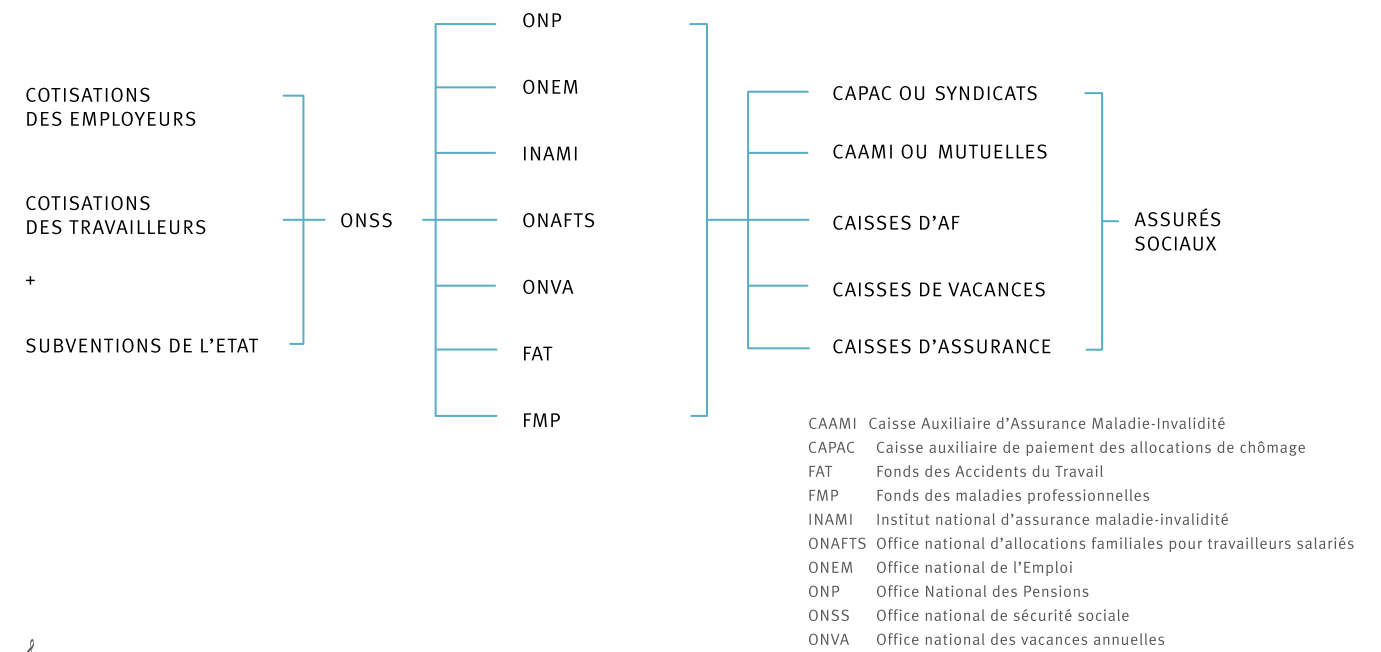 COTISATIONS
DES EMPLOYEURS
COTISATIONS
DES TRAVAILLEURS
+
SUBVENTIONS DE L’ETAT
ONSS
ONP
ONEM
INAMI
ONAFTS
ONVA
FAT
FMP
CAPAC OU SYNDICATS
CAAMI OU MUTUELLES
CAISSES D’AF
CAISSES DE VACANCES
CAISSES D’ASSURANCE
ASSURÉS
SOCIAUX
CAAMI Caisse Auxiliaire d’Assurance Maladie-Invalidité
CAPAC Caisse auxiliaire de paiement des allocations de chômage
FAT Fonds des Accidents du Travail
FMP Fonds des maladies professionnelles
INAMI Institut national d’assurance maladie-invalidité
ONAFTS Office national d’allocations familiales pour travailleurs salariés
ONEM Office national de l’Emploi
ONP Office National des Pensions
ONSS Office national de sécurité sociale
ONVA Office national des vacances annuelles